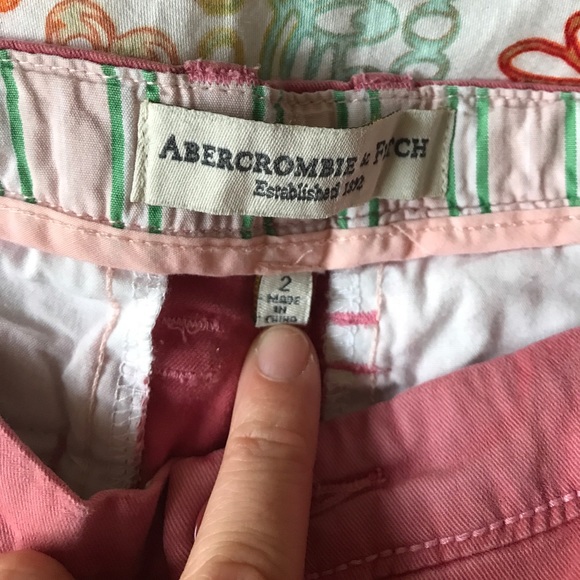 ABERCROMBIE & FITCH
Established 1892
2
MADE
IN
CHINA